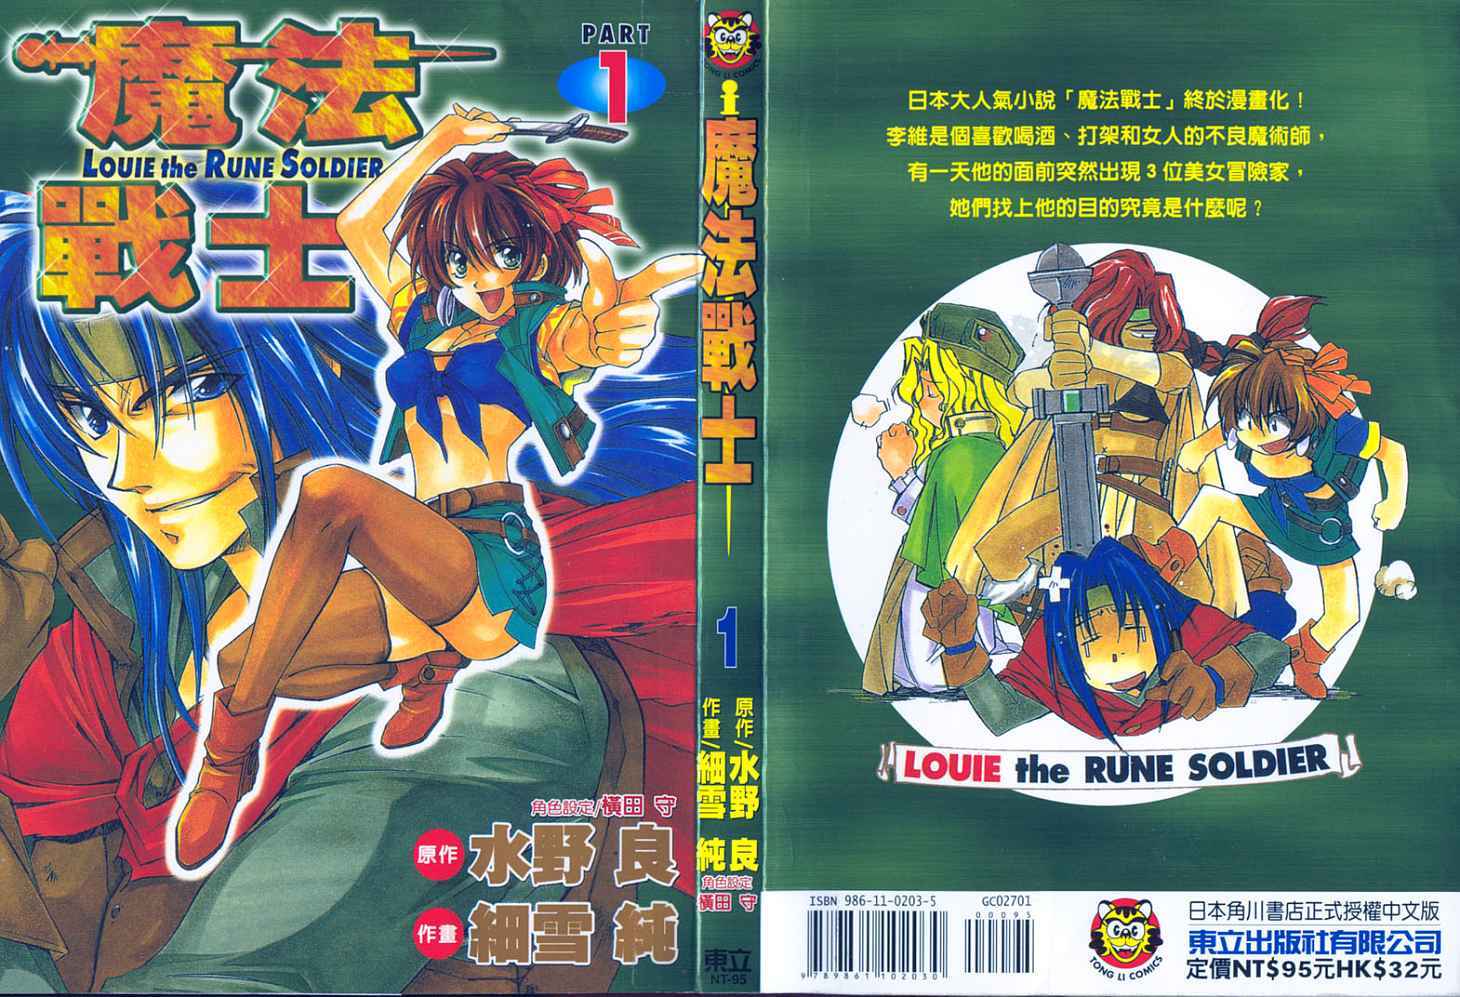 PART
1
魔法
LOUIE the RUNE SOLDIER
戰士
角色設定/橫田 守
原作 水野 良
作畫 細雪 純
TONG LI COMICS
魔法戰士
1
原作/水野 良
作畫/細雪 純
角色設定
橫田 守
東立
NT-95
日本大人氣小說「魔法戰士」終於漫畫化!
李維是個喜歡喝酒、打架和女人的不良魔術師,
有一天他的面前突然出現3位美女冒險家,
她們找上他的目的究竟是什麼呢?
LOUIE the RUNE SOLDIER
ISBN 986-11-0203-5
GC02701
00095
9789861102030
TONG LI COMICS
日本角川書店正式授權中文版
東立出版社有限公司
定價NT$95元HK$32元